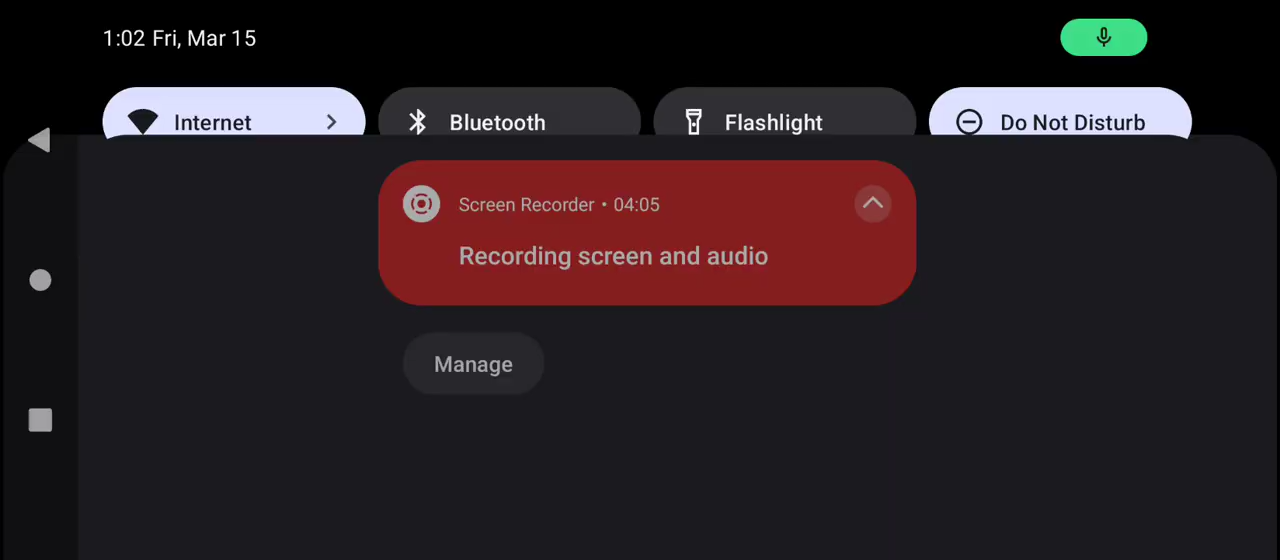 1:02 Fri, Mar 15
Internet Bluetooth Flashlight Do Not Disturb
Screen Recorder • 04:05
Recording screen and audio
Manage